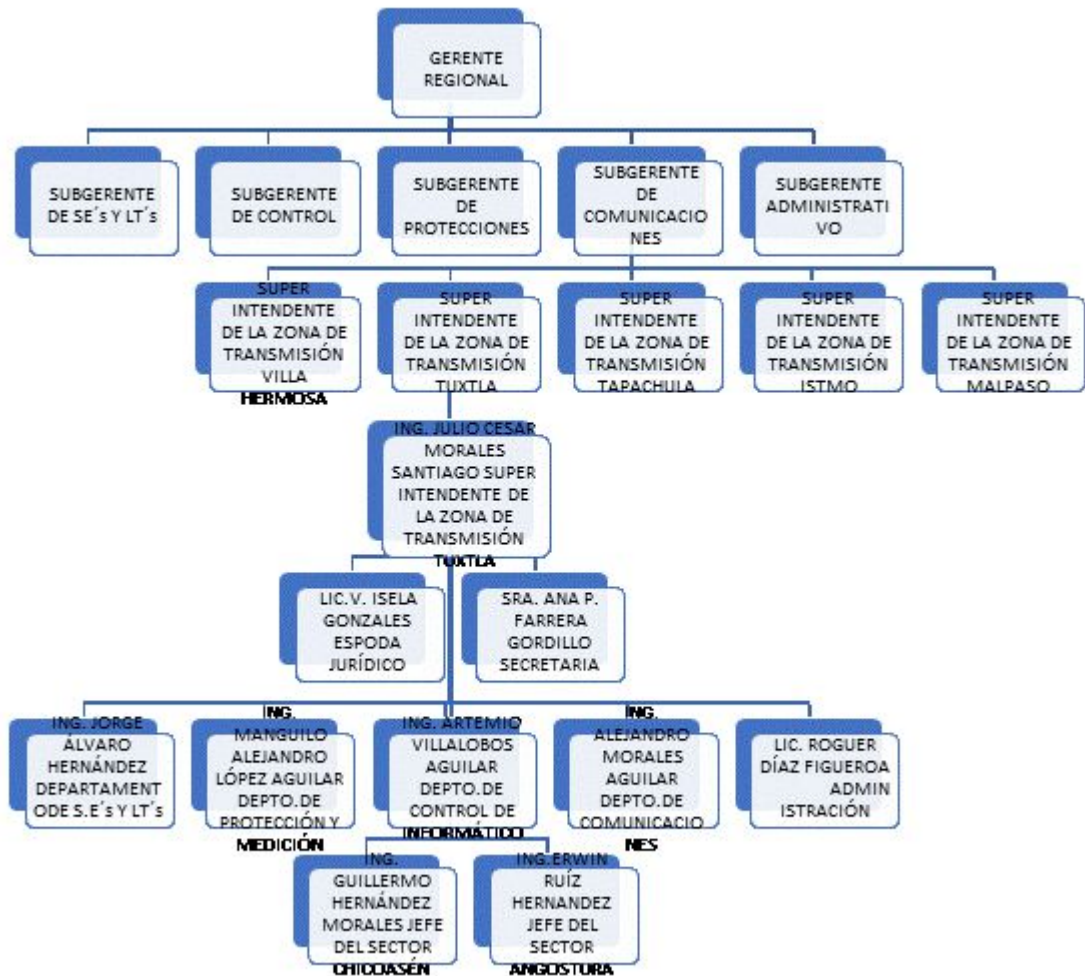 GERENTE
REGIONAL
SUBGERENTE
DE SE´s Y LT´s
SUBGERENTE
DE CONTROL
SUBGERENTE
DE
PROTECCIONES
SUBGERENTE
DE
COMUNICACIO
NES
SUBGERENTE
ADMINISTRATI
VO
SUPER
INTENDENTE
DE LA ZONA DE
TRANSMISIÓN
VILLA
HERMOSA
SUPER
INTENDENTE
DE LA ZONA DE
TRANSMISIÓN
TUXTLA
SUPER
INTENDENTE
DE LA ZONA DE
TRANSMISIÓN
TAPACHULA
SUPER
INTENDENTE
DE LA ZONA DE
TRANSMISIÓN
ISTMO
SUPER
INTENDENTE
DE LA ZONA DE
TRANSMISIÓN
MALPASO
ING. JULIO CESAR
MORALES
SANTIAGO SUPER
INTENDENTE DE
LA ZONA DE
TRANSMISIÓN
TUXTLA
LIC.V. ISELA
GONZALES
ESPODA
JURÍDICO
SRA. ANA P.
FARRERA
GORDILLO
SECRETARIA
ING. JORGE
ÁLVARO
HERNÁNDEZ
DEPARTAMENT
ODE S.E´s Y LT´s
ING.
MANGUILO
ALEJANDRO
LÓPEZ AGUILAR
DEPTO.DE
PROTECCIÓN Y
MEDICIÓN
ING. ARTEMIO
VILLALOBOS
AGUILAR
DEPTO.DE
CONTROL DE
INFORMÁTICO
ING.
ALEJANDRO
MORALES
AGUILAR
DEPTO.DE
COMUNICACIO
NES
LIC. ROGUER
DÍAZ FIGUEROA
ADMIN
ISTRACIÓN
ING.
GUILLERMO
HERNÁNDEZ
MORALES JEFE
DEL SECTOR
CHICOASÉN
ING.ERWIN
RUÍZ
HERNANDEZ
JEFE DEL
SECTOR
ANGOSTURA